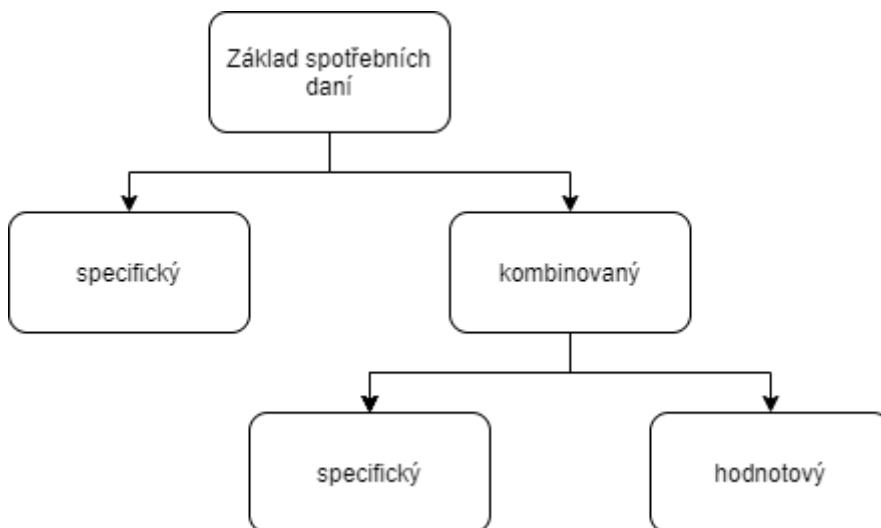 Základ spotřebních
daní
specifický
kombinovaný
specifický
hodnotový